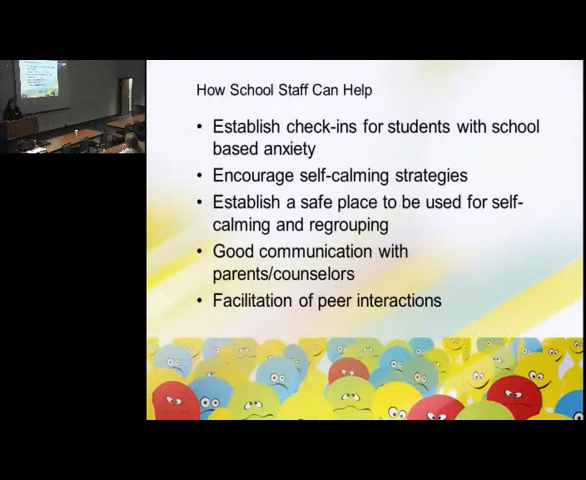 How School Staff Can Help
• Establish check-ins for students with school
based anxiety
• Encourage self-calming strategies
• Establish a safe place to be used for self-
calming and regrouping
• Good communication with
parents/counselors
• Facilitation of peer interactions